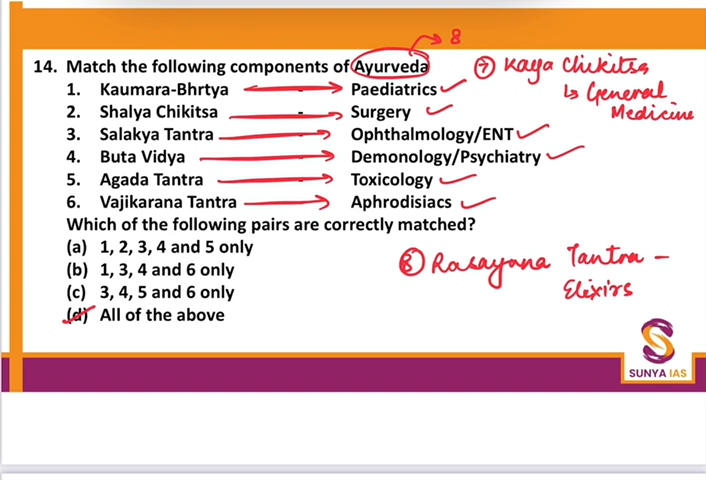 8
14. Match the following components of Ayurveda
1. Kaumara-Bhrtya - Paediatrics
2. Shalya Chikitsa - Surgery
3. Salakya Tantra - Ophthalmology/ENT
4. Buta Vidya - Demonology/Psychiatry
5. Agada Tantra - Toxicology
6. Vajikarana Tantra - Aphrodisiacs
Which of the following pairs are correctly matched?
(a) 1, 2, 3, 4 and 5 only
(b) 1, 3, 4 and 6 only
(c) 3, 4, 5 and 6 only
(d) All of the above
7 Kaya Chikitsa
General
Medicine
8 Rasayana Tantra -
Elixirs
SUNYA IAS